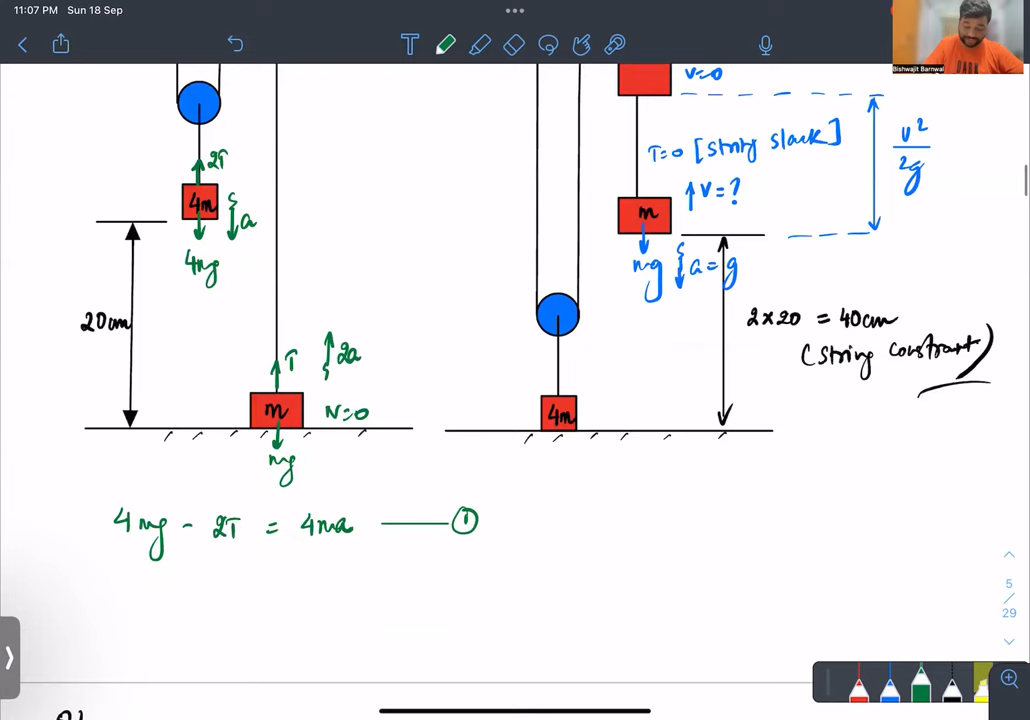 11:07 PM Sun 18 Sep
Bishwajit Barnwal
DARK
V=0
T=0 [string slack]
v²/2g
2T
4m
a
4mg
↑V=?
m
mg
a=g
20cm
2×20 = 40cm
(string constraint)
T
2a
m
N=0
mg
4m
4mg - 2T = 4ma ——— ①
5
/
29